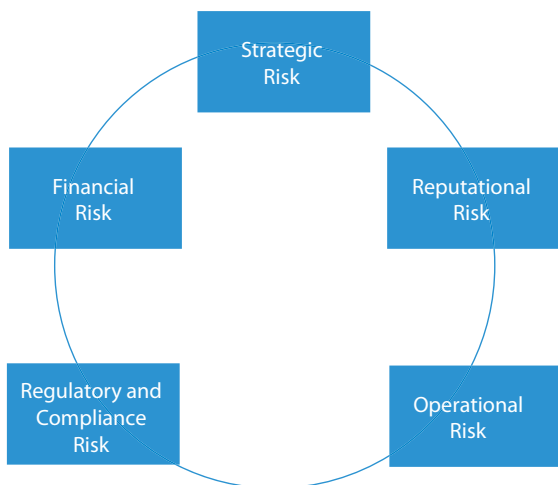 Strategic
Risk
Financial
Risk
Reputational
Risk
Regulatory and
Compliance
Risk
Operational
Risk